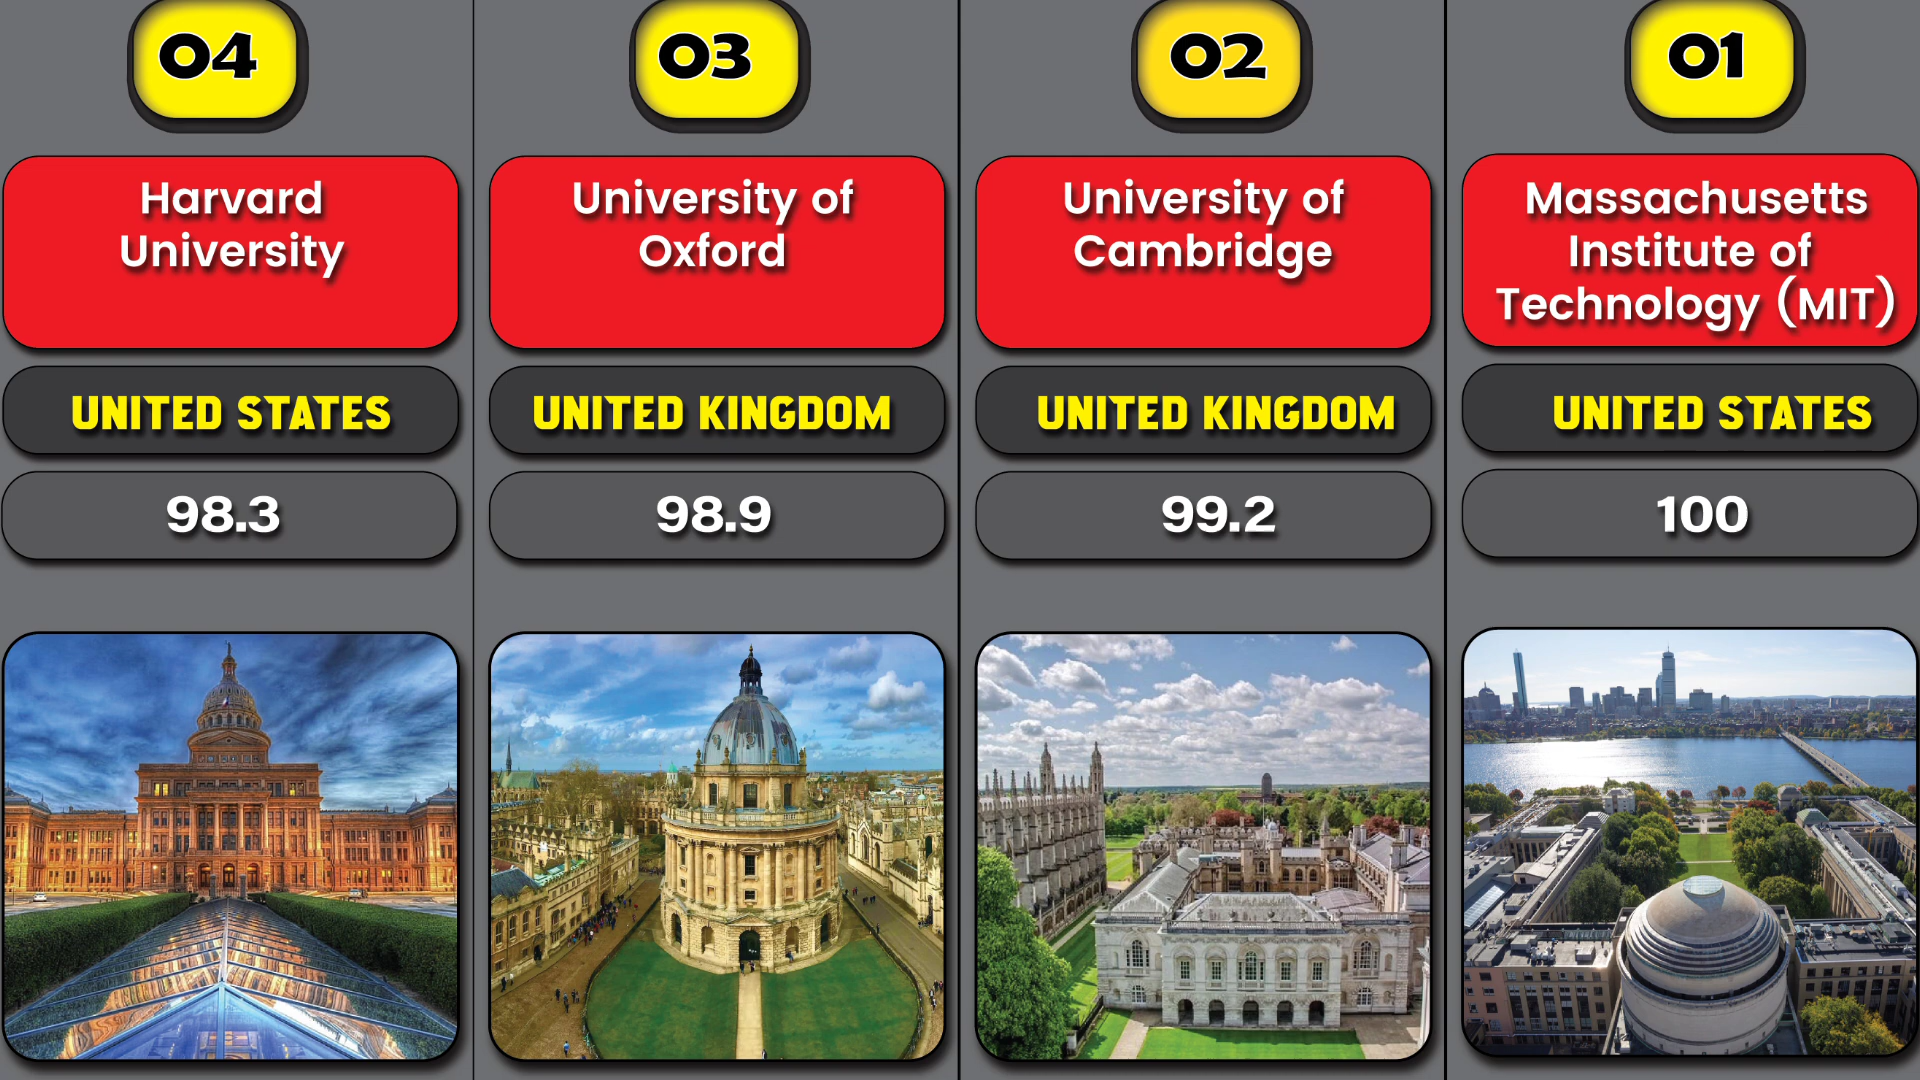 04
Harvard
University
UNITED STATES
98.3
03
University of
Oxford
UNITED KINGDOM
98.9
02
University of
Cambridge
UNITED KINGDOM
99.2
01
Massachusetts
Institute of
Technology (MIT)
UNITED STATES
100